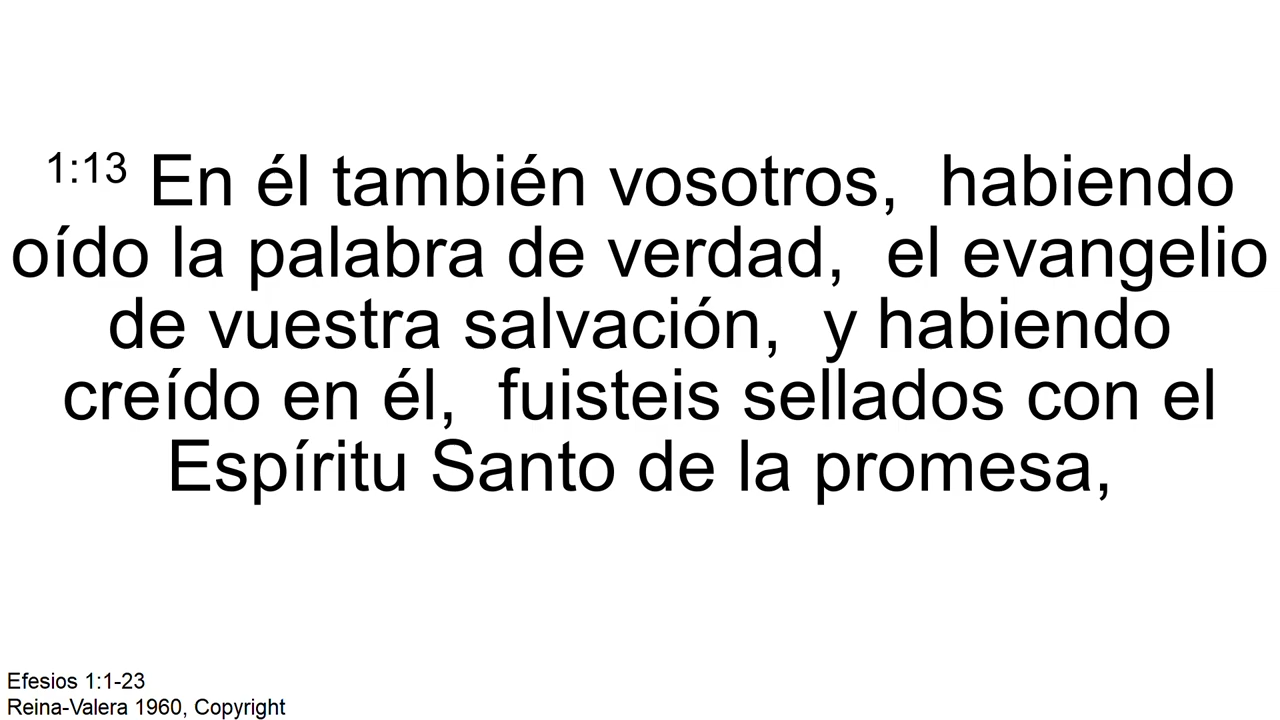 1:13 En él también vosotros,  habiendo
oído la palabra de verdad,  el evangelio
de vuestra salvación,  y habiendo
creído en él,  fuisteis sellados con el
Espíritu Santo de la promesa,
Efesios 1:1-23
Reina-Valera 1960, Copyright